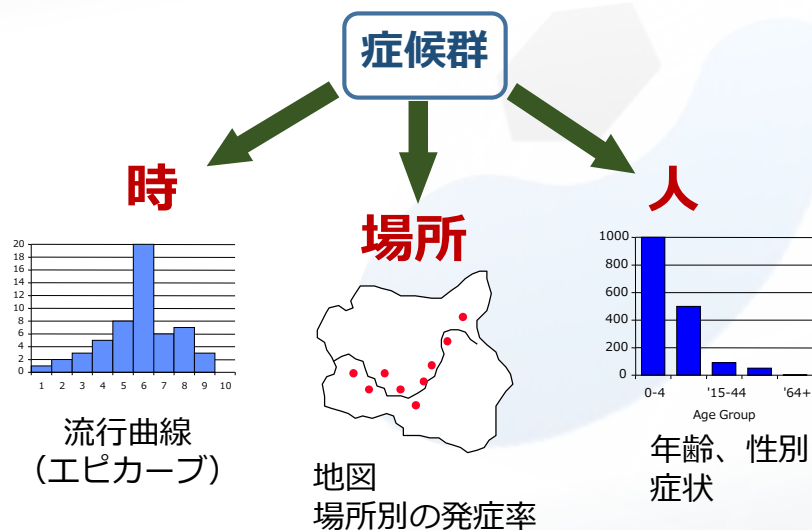 症候群
時
20
18
16
14
12
10
8
6
4
2
0
1 2 3 4 5 6 7 8 9 10
流行曲線
（エピカーブ）
場所
地図
場所別の発症率
人
1000
800
600
400
200
0
0-4 '15-44 '64+
Age Group
年齢、性別
症状